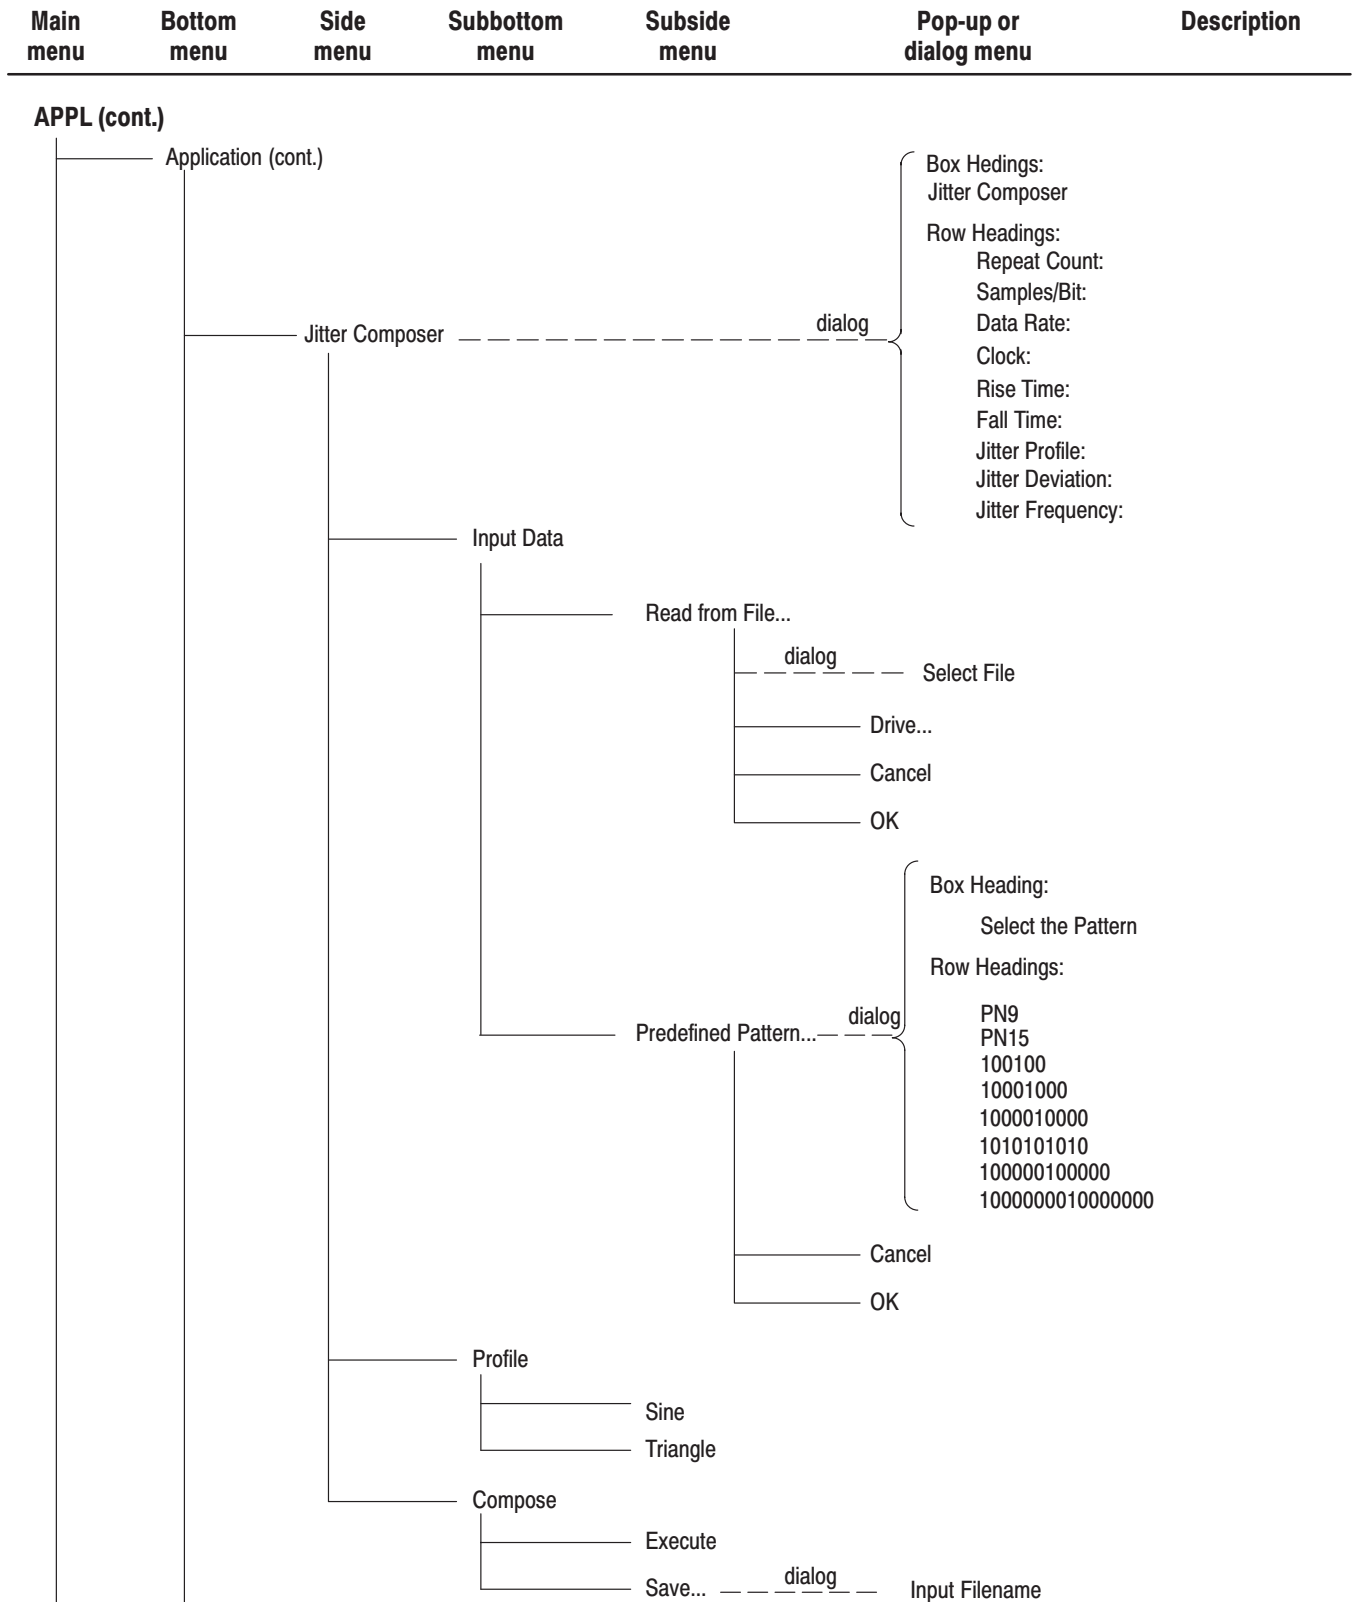 Main menu
Bottom menu
Side menu
Subbottom menu
Subside menu
Pop-up or dialog menu
Description
APPL (cont.)
Application (cont.)
Box Hedings:
Jitter Composer
Row Headings:
Repeat Count:
Samples/Bit:
Data Rate:
Clock:
Rise Time:
Fall Time:
Jitter Profile:
Jitter Deviation:
Jitter Frequency:
Jitter Composer
dialog
Input Data
Read from File...
dialog
Select File
Drive...
Cancel
OK
Box Heading:
Select the Pattern
Row Headings:
PN9
PN15
100100
10001000
1000010000
1010101010
100000100000
1000000010000000
Predefined Pattern...
dialog
Cancel
OK
Profile
Sine
Triangle
Compose
Execute
Save...
dialog
Input Filename